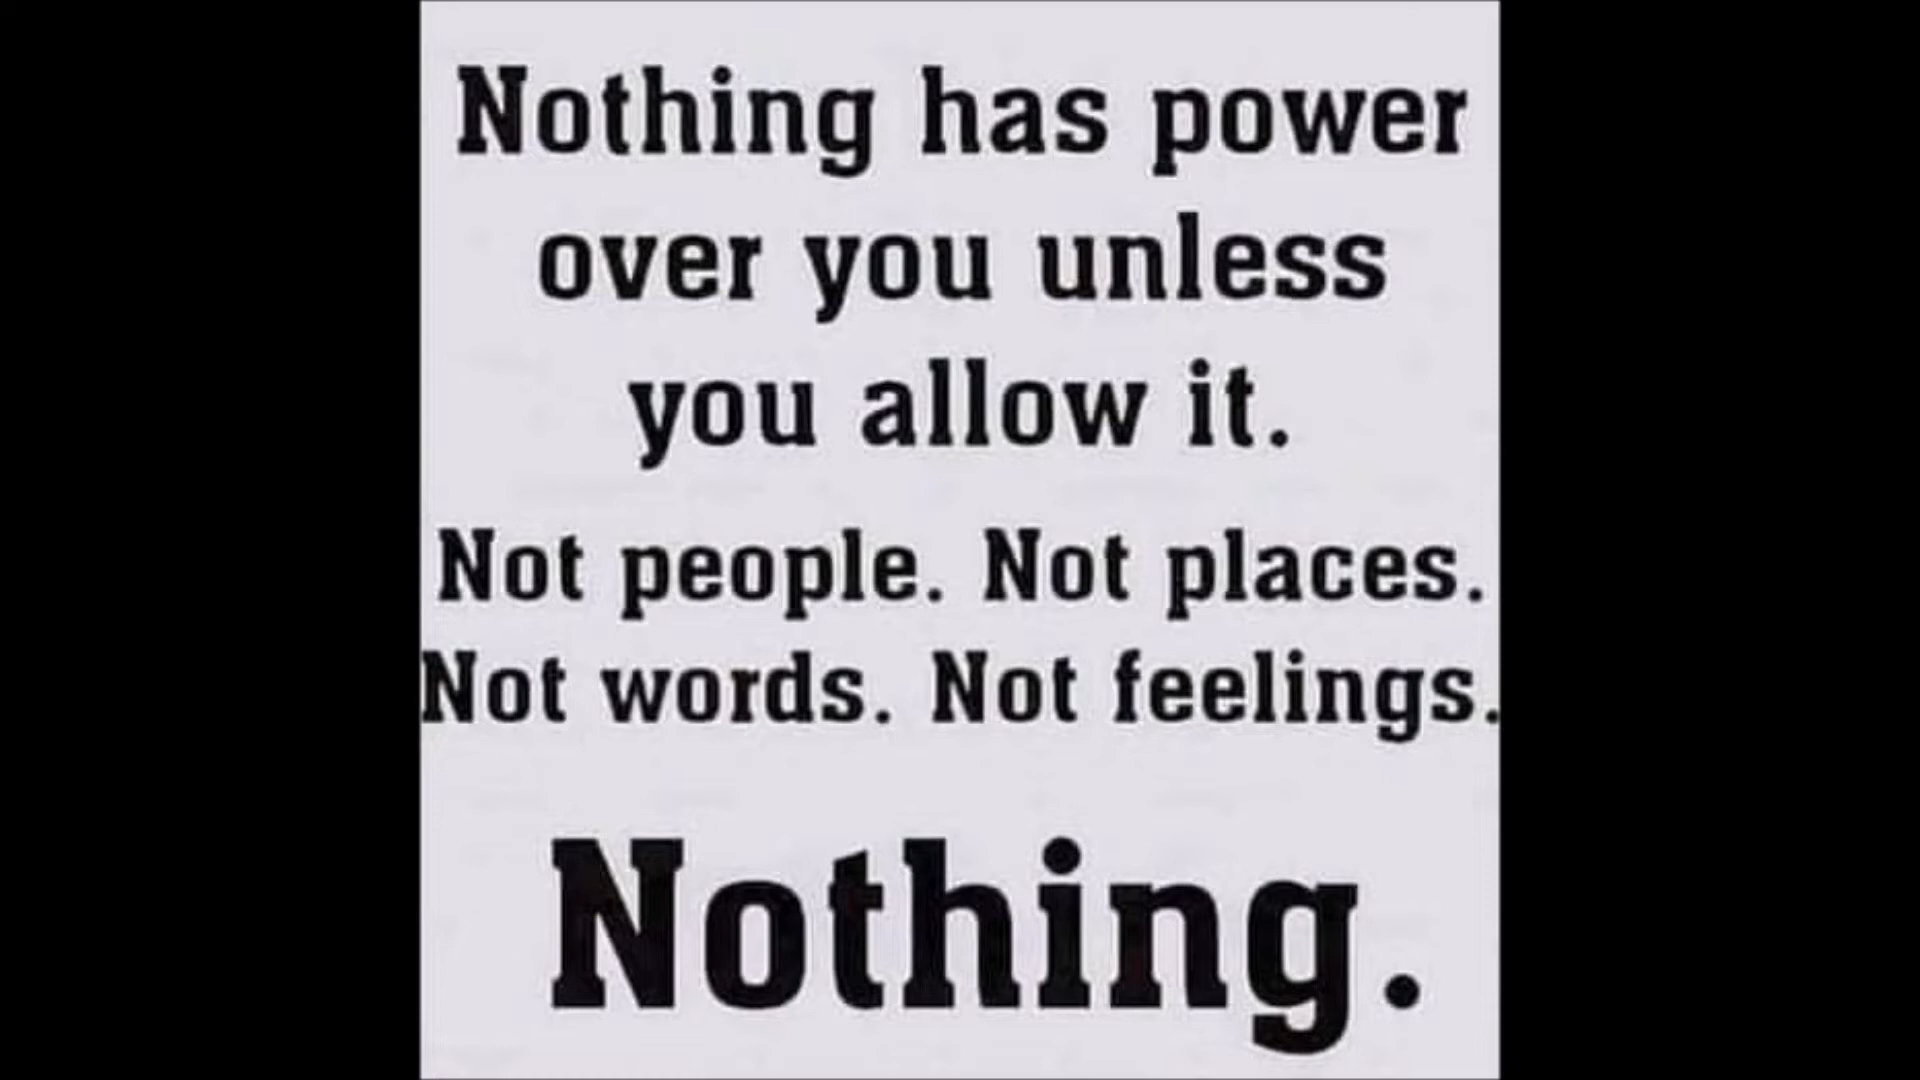 Nothing has power
over you unless
you allow it.
Not people. Not places.
Not words. Not feelings.
Nothing.